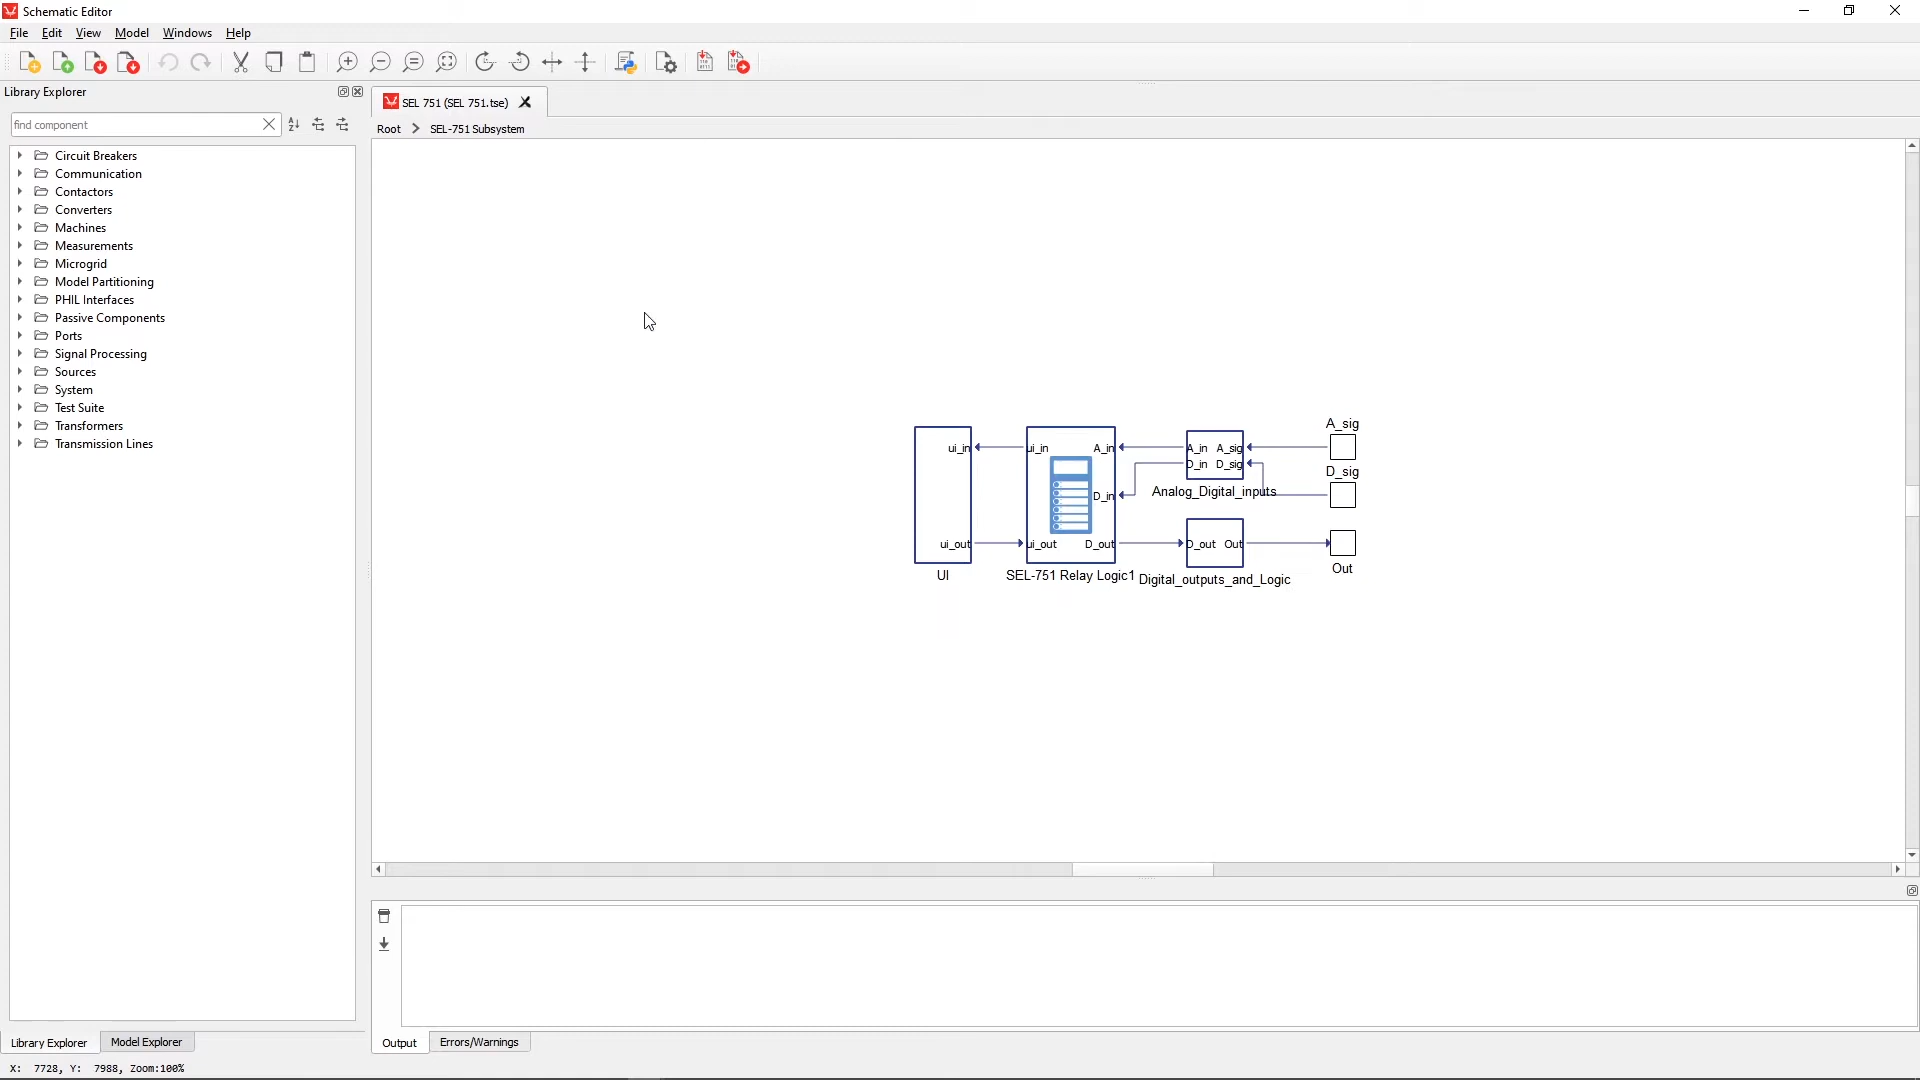 Schematic Editor
File Edit View Model Windows Help
Library Explorer
SEL 751 (SEL 751.tse)
find component
Root SEL-751 Subsystem
Circuit Breakers
Communication
Contactors
Converters
Machines
Measurements
Microgrid
Model Partitioning
PHIL Interfaces
Passive Components
Ports
Signal Processing
Sources
System
Test Suite
Transformers
Transmission Lines
A_sig
ui_in ui_in A_in A_in A_sig
D_in D_sig
D_sig
Analog_Digital_inputs
D_in
ui_out ui_out D_out D_out Out
Out
UI SEL-751 Relay Logic1 Digital_outputs_and_Logic
Library Explorer Model Explorer
Output Errors/Warnings
X: 7728, Y: 7988, Zoom:100%